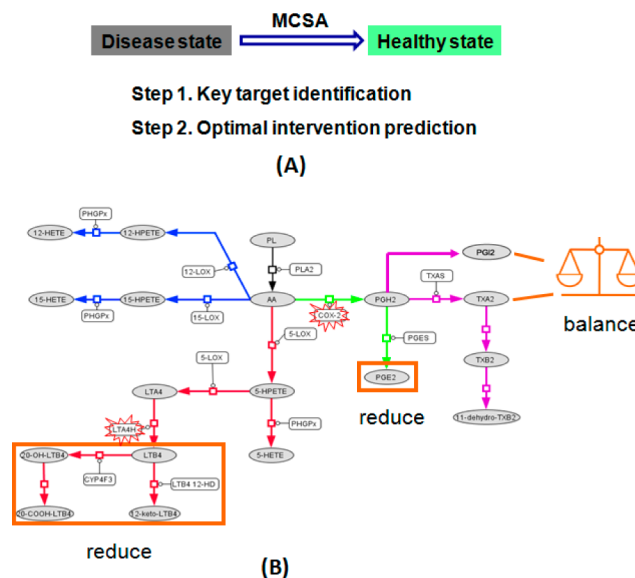 MCSA
Disease state
Healthy state
Step 1. Key target identification
Step 2. Optimal intervention prediction
(A)
PHGPx
12-HETE
12-HPETE
PL
PGI2
12-LOX
PLA2
TXAS
15-HETE
15-HPETE
AA
PGH2
TXA2
PHGPx
15-LOX
COX-2
balance
5-LOX
PGES
5-LOX
TXB2
PGE2
LTA4
5-HPETE
reduce
11-dehydro-TXB2
LTA4H
PHGPx
20-OH-LTB4
LTB4
5-HETE
CYP4F3
LTB4 12-HD
20-COOH-LTB4
12-keto-LTB4
reduce
(B)